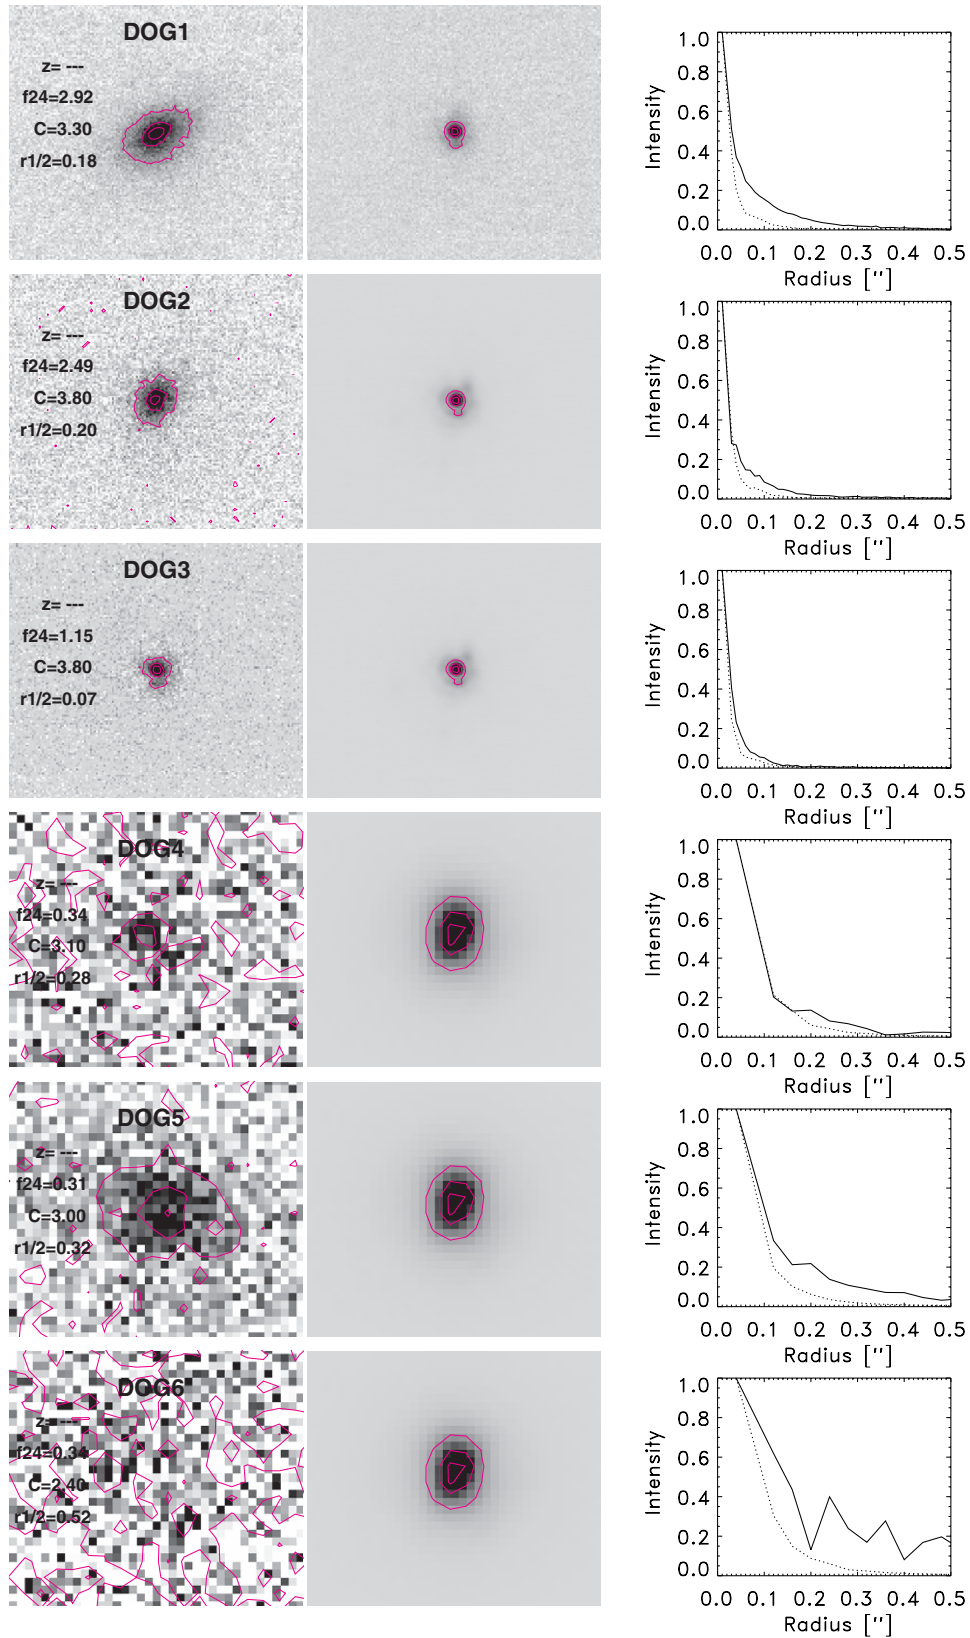 DOG1
z= ---
f24=2.92
C=3.30
r1/2=0.18
1.0
0.8
0.6
0.4
0.2
0.0
Intensity
0.0 0.1 0.2 0.3 0.4 0.5
Radius ["]
DOG2
z= ---
f24=2.49
C=3.80
r1/2=0.20
1.0
0.8
0.6
0.4
0.2
0.0
Intensity
0.0 0.1 0.2 0.3 0.4 0.5
Radius ["]
DOG3
z= ---
f24=1.15
C=3.80
r1/2=0.07
1.0
0.8
0.6
0.4
0.2
0.0
Intensity
0.0 0.1 0.2 0.3 0.4 0.5
Radius ["]
DOG4
z= ---
f24=0.34
C=3.10
r1/2=0.28
1.0
0.8
0.6
0.4
0.2
0.0
Intensity
0.0 0.1 0.2 0.3 0.4 0.5
Radius ["]
DOG5
z= ---
f24=0.31
C=3.00
r1/2=0.32
1.0
0.8
0.6
0.4
0.2
0.0
Intensity
0.0 0.1 0.2 0.3 0.4 0.5
Radius ["]
DOG6
z= ---
f24=0.34
C=2.40
r1/2=0.52
1.0
0.8
0.6
0.4
0.2
0.0
Intensity
0.0 0.1 0.2 0.3 0.4 0.5
Radius ["]